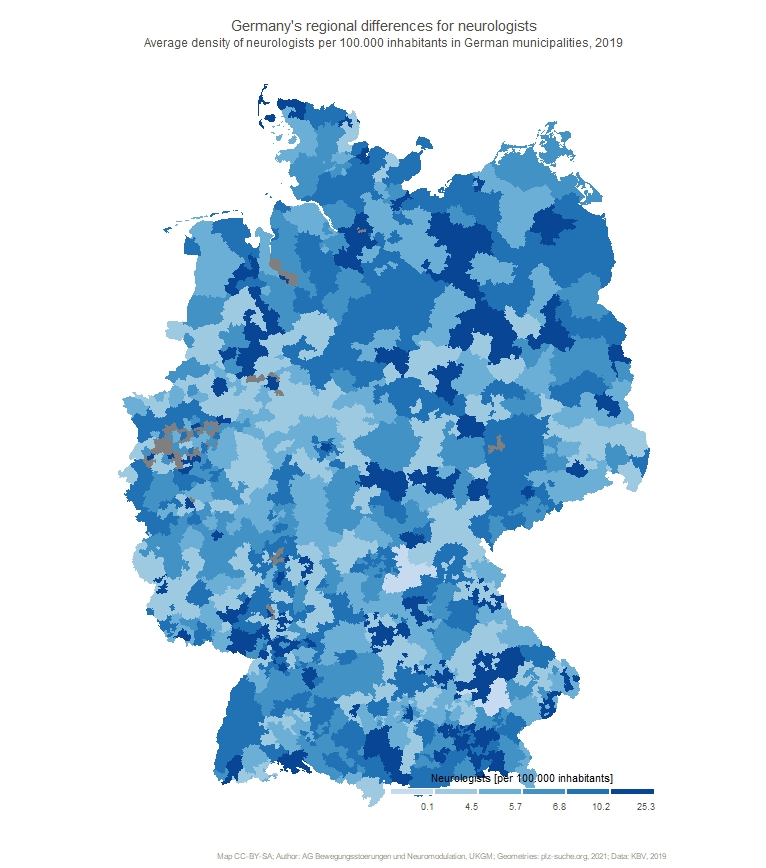 Germany's regional differences for neurologists
Average density of neurologists per 100.000 inhabitants in German municipalities, 2019
Neurologists [per 100.000 inhabitants]
0.1 4.5 5.7 6.8 10.2 25.3
Map CC-BY-SA; Author: AG Bewegungsstoerungen und Neuromodulation, UKGM; Geometries: plz-suche.org, 2021; Data: KBV, 2019